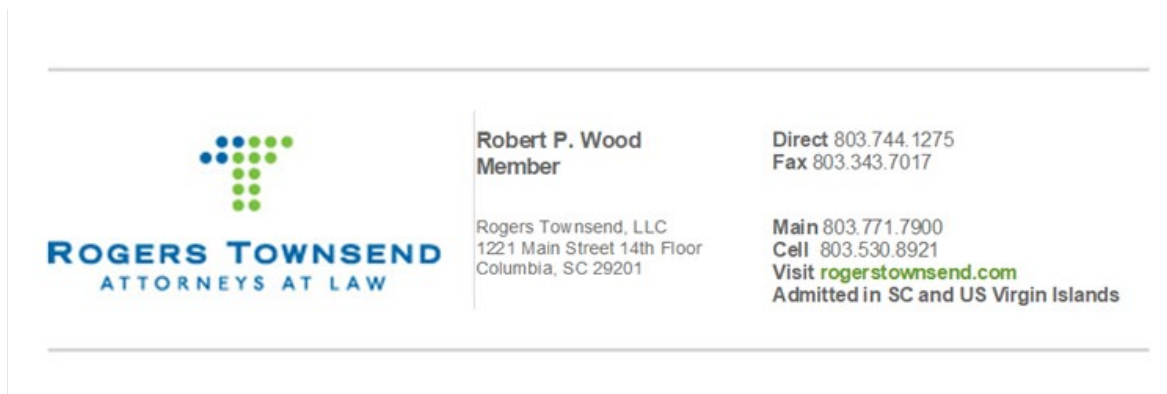 ROGERS TOWNSEND
ATTORNEYS AT LAW
Robert P. Wood
Member
Rogers Townsend, LLC
1221 Main Street 14th Floor
Columbia, SC 29201
Direct 803.744.1275
Fax 803.343.7017
Main 803.771.7900
Cell 803.530.8921
Visit rogerstownsend.com
Admitted in SC and US Virgin Islands